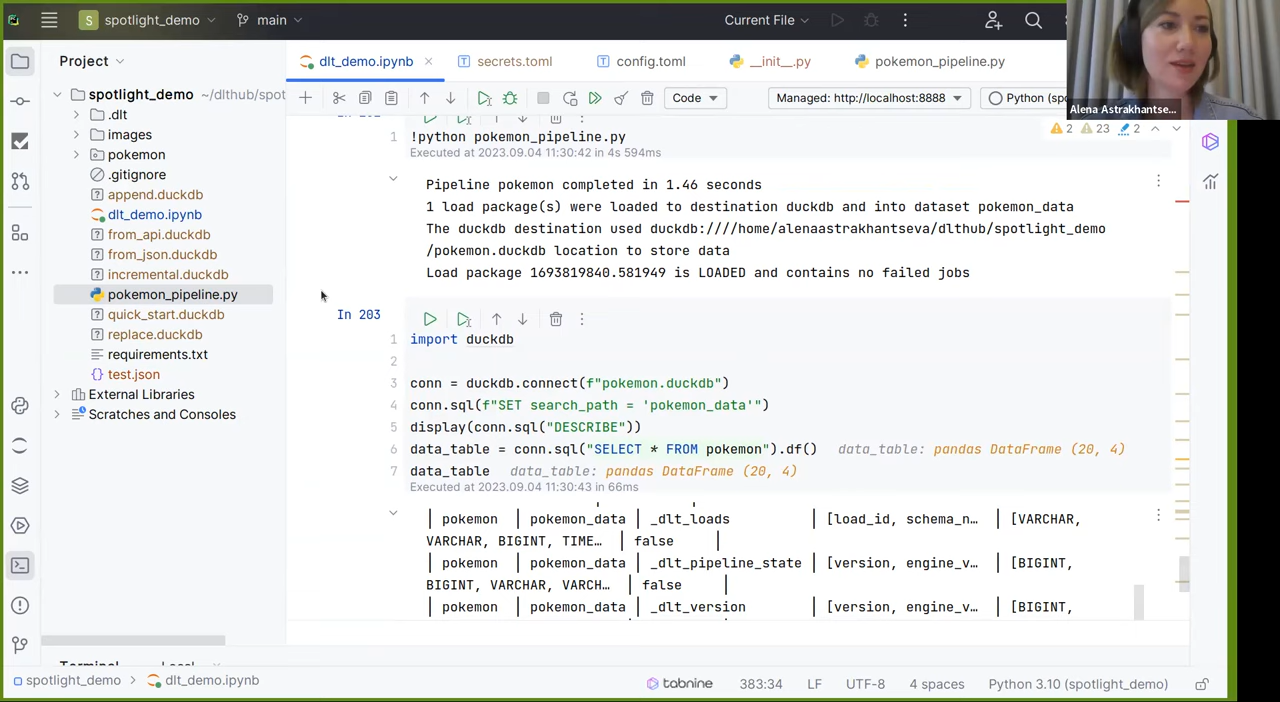 S spotlight_demo main Current File
Project
dlt_demo.ipynb secrets.toml config.toml __init__.py pokemon_pipeline.py
Code Managed: http://localhost:8888
Alena Astrakhantse...
spotlight_demo ~/dlthub/spot
.dlt
images
pokemon
.gitignore
append.duckdb
dlt_demo.ipynb
from_api.duckdb
from_json.duckdb
incremental.duckdb
pokemon_pipeline.py
quick_start.duckdb
replace.duckdb
requirements.txt
test.json
External Libraries
Scratches and Consoles
2 23 2
1 !python pokemon_pipeline.py
Executed at 2023.09.04 11:30:42 in 4s 594ms
Pipeline pokemon completed in 1.46 seconds
1 load package(s) were loaded to destination duckdb and into dataset pokemon_data
The duckdb destination used duckdb:////home/alenaastrakhantseva/dlthub/spotlight_demo
/pokemon.duckdb location to store data
Load package 1693819840.581949 is LOADED and contains no failed jobs
In 203
1 import duckdb
2
3 conn = duckdb.connect(f"pokemon.duckdb")
4 conn.sql(f"SET search_path = 'pokemon_data'")
5 display(conn.sql("DESCRIBE"))
6 data_table = conn.sql("SELECT * FROM pokemon").df() data_table: pandas DataFrame (20, 4)
7 data_table data_table: pandas DataFrame (20, 4)
Executed at 2023.09.04 11:30:43 in 66ms
│ pokemon │ pokemon_data │ _dlt_loads │ [load_id, schema_n… │ [VARCHAR,
VARCHAR, BIGINT, TIME… │ false │
│ pokemon │ pokemon_data │ _dlt_pipeline_state │ [version, engine_v… │ [BIGINT,
BIGINT, VARCHAR, VARCH… │ false │
│ pokemon │ pokemon_data │ _dlt_version │ [version, engine_v… │ [BIGINT,
spotlight_demo > dlt_demo.ipynb tabnine 383:34 LF UTF-8 4 spaces Python 3.10 (spotlight_demo)